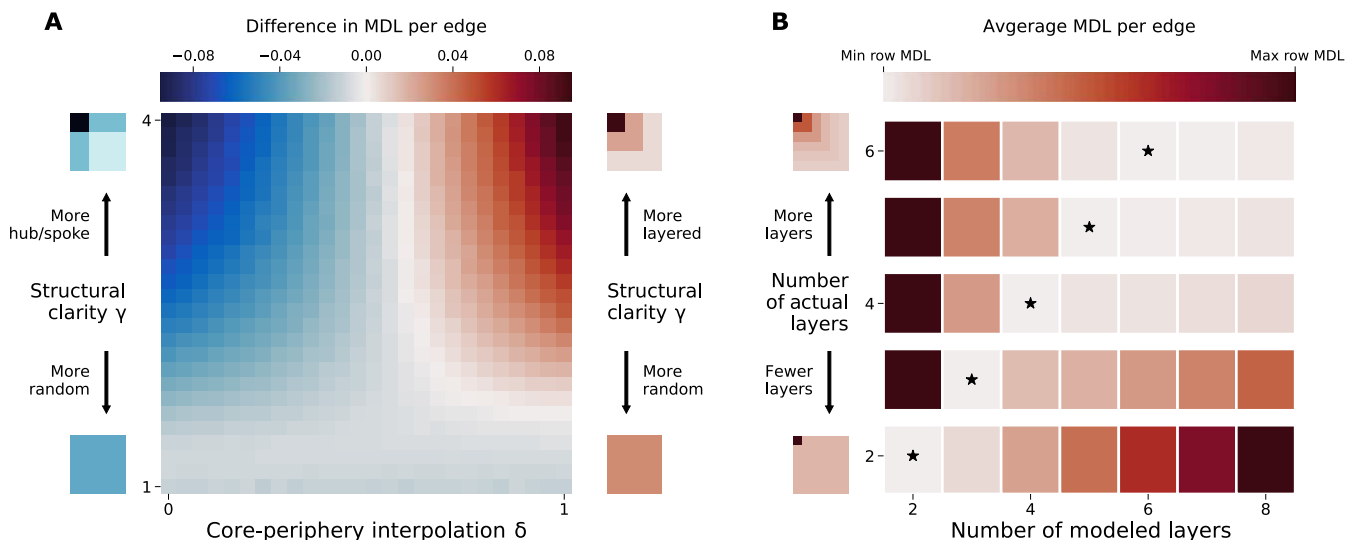 A
Difference in MDL per edge
−0.08 −0.04 0.00 0.04 0.08
4
More
hub/spoke
Structural
clarity γ
More
random
1
0 1
Core-periphery interpolation δ
More
layered
Structural
clarity γ
More
random
B
Avgerage MDL per edge
Min row MDL Max row MDL
6
More
layers
Number
of actual
layers
4
Fewer
layers
2
2 4 6 8
Number of modeled layers